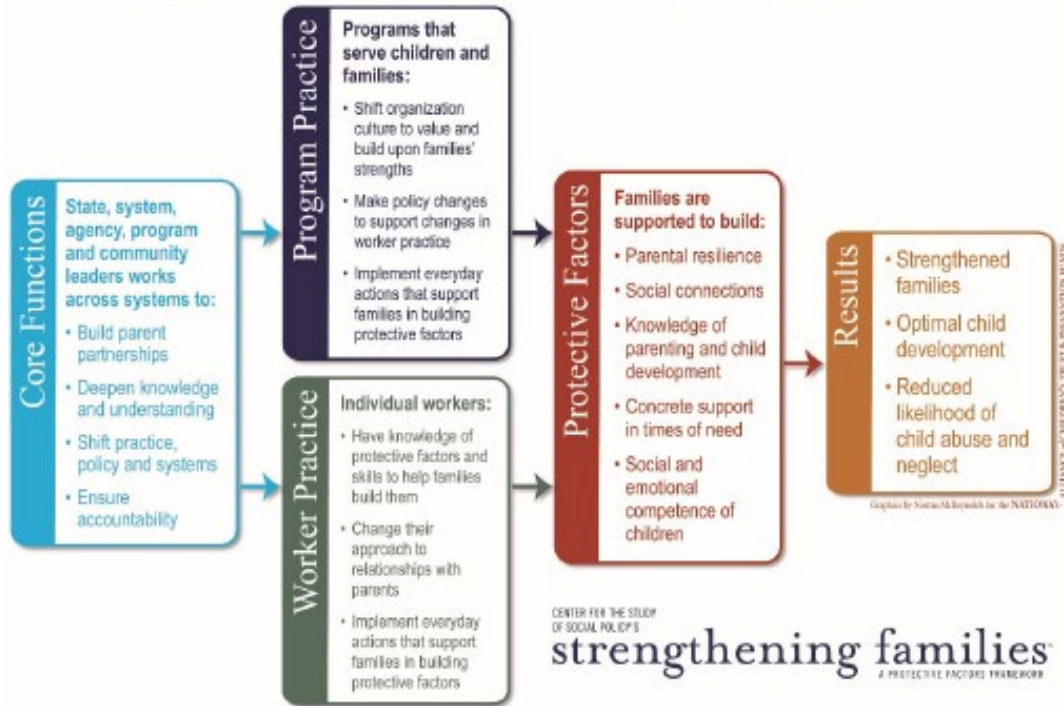 Core Functions
State, system,
agency, program
and community
leaders works
across systems to:
• Build parent
partnerships
• Deepen knowledge
and understanding
• Shift practice,
policy and systems
• Ensure
accountability
Program Practice
Programs that
serve children and
families:
• Shift organization
culture to value and
build upon families'
strengths
• Make policy changes
to support changes in
worker practice
• Implement everyday
actions that support
families in building
protective factors
Worker Practice
Individual workers:
• Have knowledge of
protective factors and
skills to help families
build them
• Change their
approach to
relationships with
parents
• Implement everyday
actions that support
families in building
protective factors
Protective Factors
Families are
supported to build:
• Parental resilience
• Social connections
• Knowledge of
parenting and child
development
• Concrete support
in times of need
• Social and
emotional
competence of
children
Results
• Strengthened
families
• Optimal child
development
• Reduced
likelihood of
child abuse and
neglect
Graphics by Norma McReynolds for the NATIONAL
CENTER FOR THE STUDY
OF SOCIAL POLICY'S
strengthening families
A PROTECTIVE FACTORS FRAMEWORK